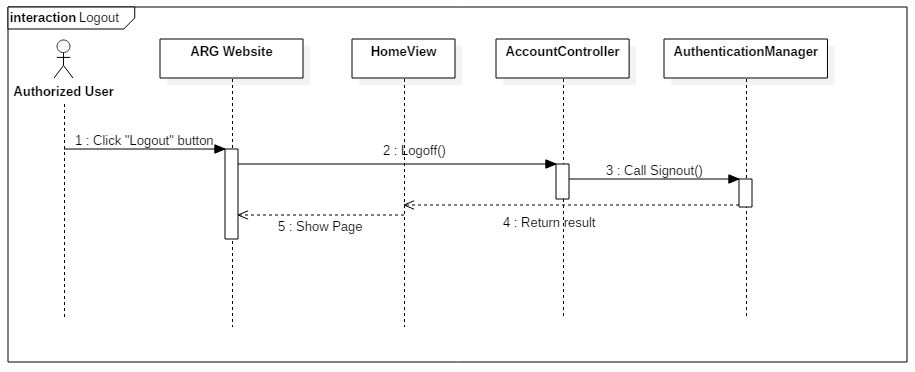 interaction Logout
ARG Website
HomeView
AccountController
AuthenticationManager
Authorized User
1 : Click "Logout" button
2 : Logoff()
3 : Call Signout()
4 : Return result
5 : Show Page